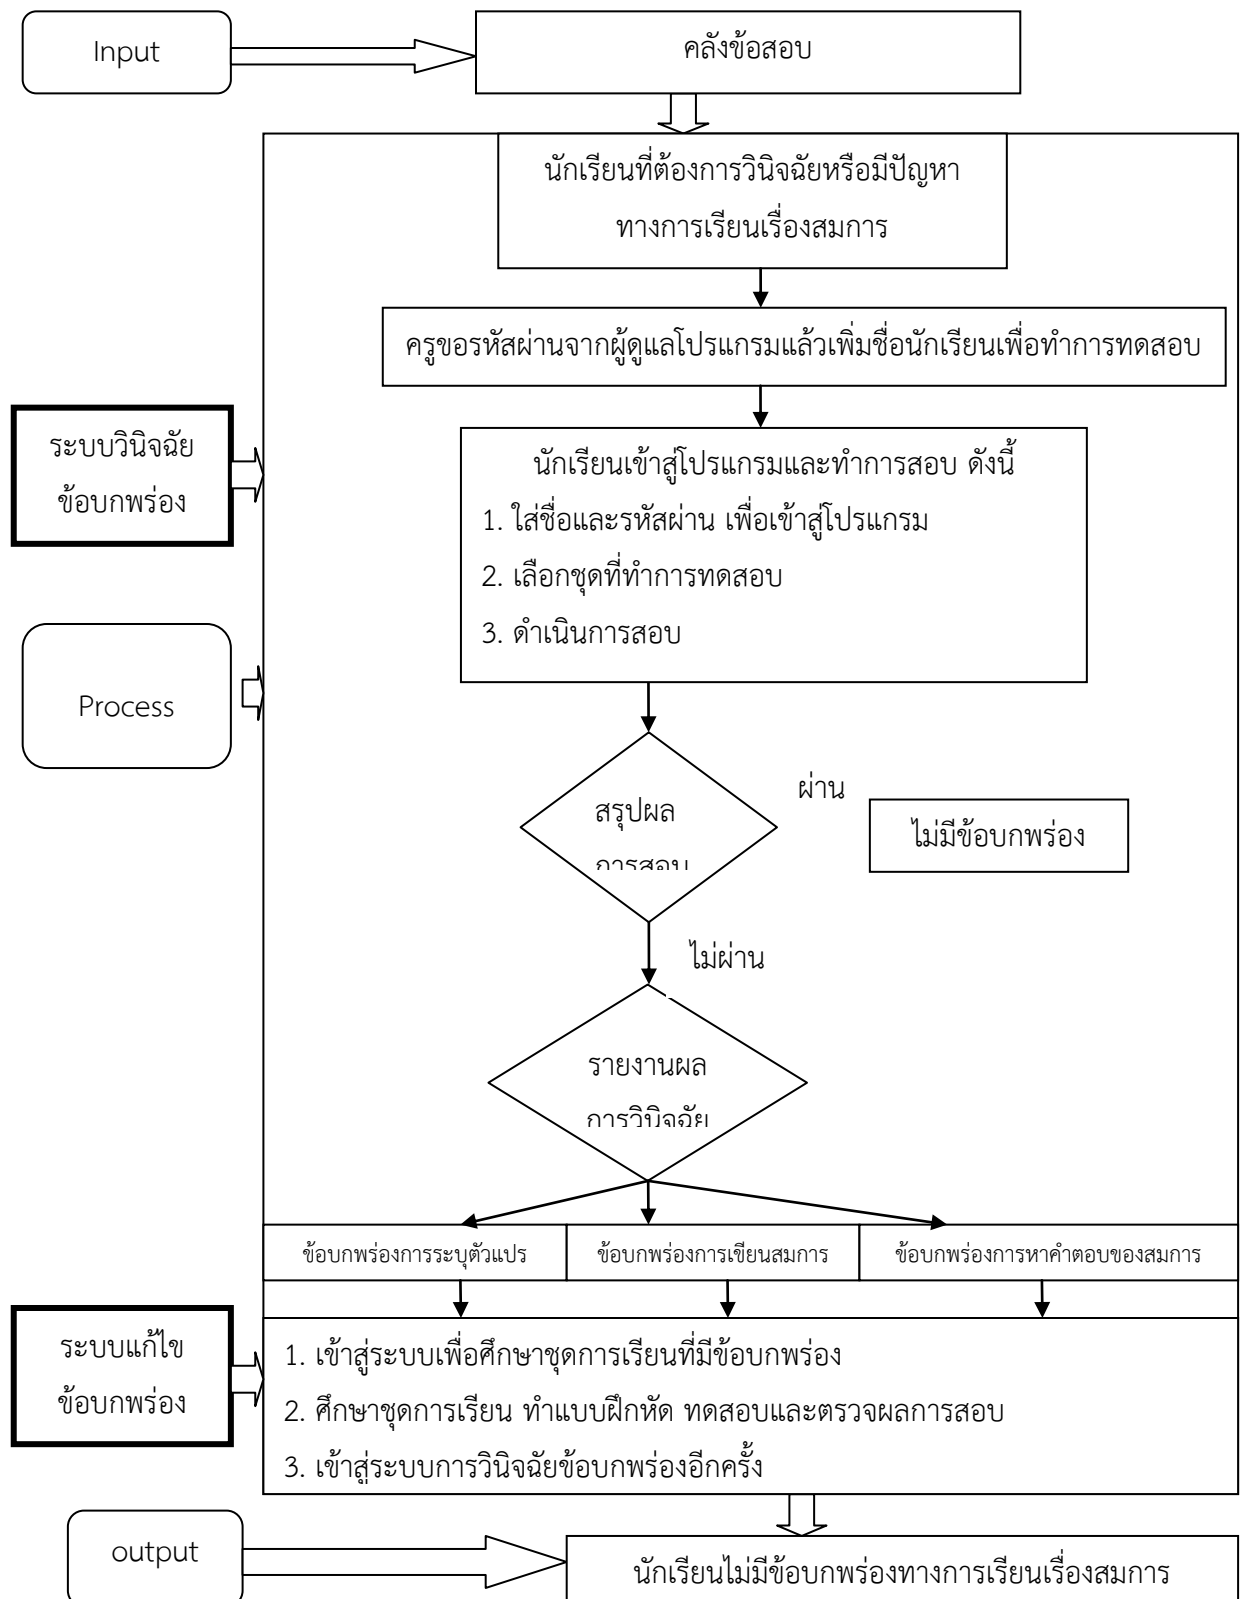 Input
คลังข้อสอบ
นักเรียนที่ต้องการวินิจฉัยหรือมีปัญหา
ทางการเรียนเรื่องสมการ
ครูขอรหัสผ่านจากผู้ดูแลโปรแกรมแล้วเพิ่มชื่อนักเรียนเพื่อทำการทดสอบ
ระบบวินิจฉัย
ข้อบกพร่อง
นักเรียนเข้าสู่โปรแกรมและทำการสอบ ดังนี้
1. ใส่ชื่อและรหัสผ่าน เพื่อเข้าสู่โปรแกรม
2. เลือกชุดที่ทำการทดสอบ
3. ดำเนินการสอบ
Process
สรุปผล
การสอบ
ผ่าน
ไม่มีข้อบกพร่อง
ไม่ผ่าน
รายงานผล
การวินิจฉัย
ข้อบกพร่องการระบุตัวแปร
ข้อบกพร่องการเขียนสมการ
ข้อบกพร่องการหาคำตอบของสมการ
ระบบแก้ไข
ข้อบกพร่อง
1. เข้าสู่ระบบเพื่อศึกษาชุดการเรียนที่มีข้อบกพร่อง
2. ศึกษาชุดการเรียน ทำแบบฝึกหัด ทดสอบและตรวจผลการสอบ
3. เข้าสู่ระบบการวินิจฉัยข้อบกพร่องอีกครั้ง
output
นักเรียนไม่มีข้อบกพร่องทางการเรียนเรื่องสมการ